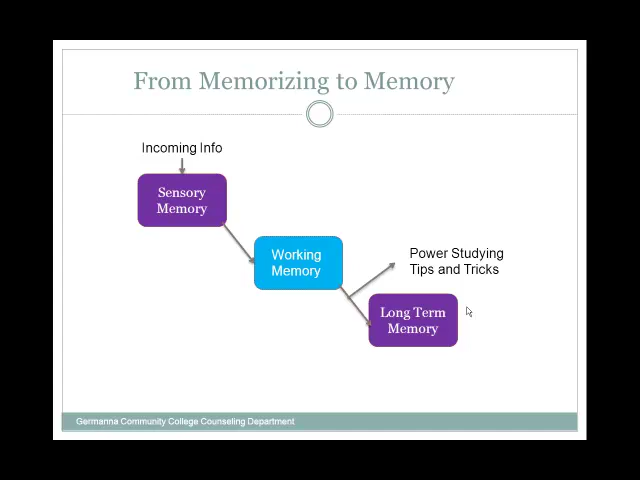 From Memorizing to Memory
Incoming Info
Sensory
Memory
Working
Memory
Power Studying
Tips and Tricks
Long Term
Memory
Germanna Community College Counseling Department